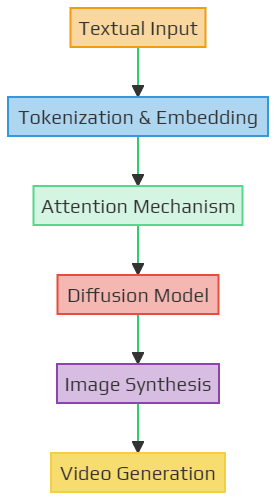 Textual Input
Tokenization & Embedding
Attention Mechanism
Diffusion Model
Image Synthesis
Video Generation